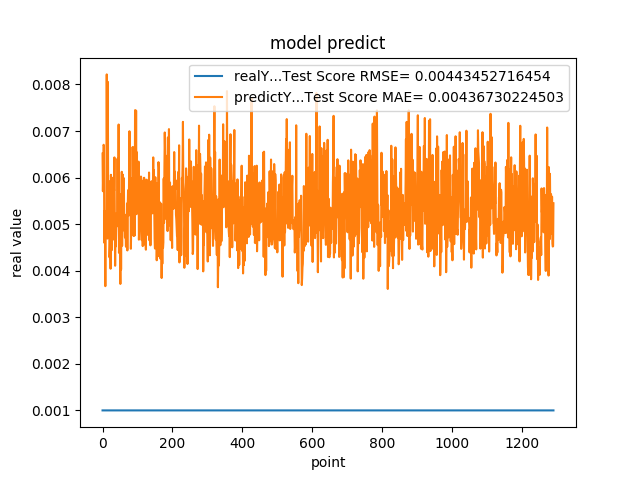 model predict
realY...Test Score RMSE= 0.00443452716454
predictY...Test Score MAE= 0.00436730224503
0.008
0.007
0.006
0.005
0.004
0.003
0.002
0.001
real value
0 200 400 600 800 1000 1200
point